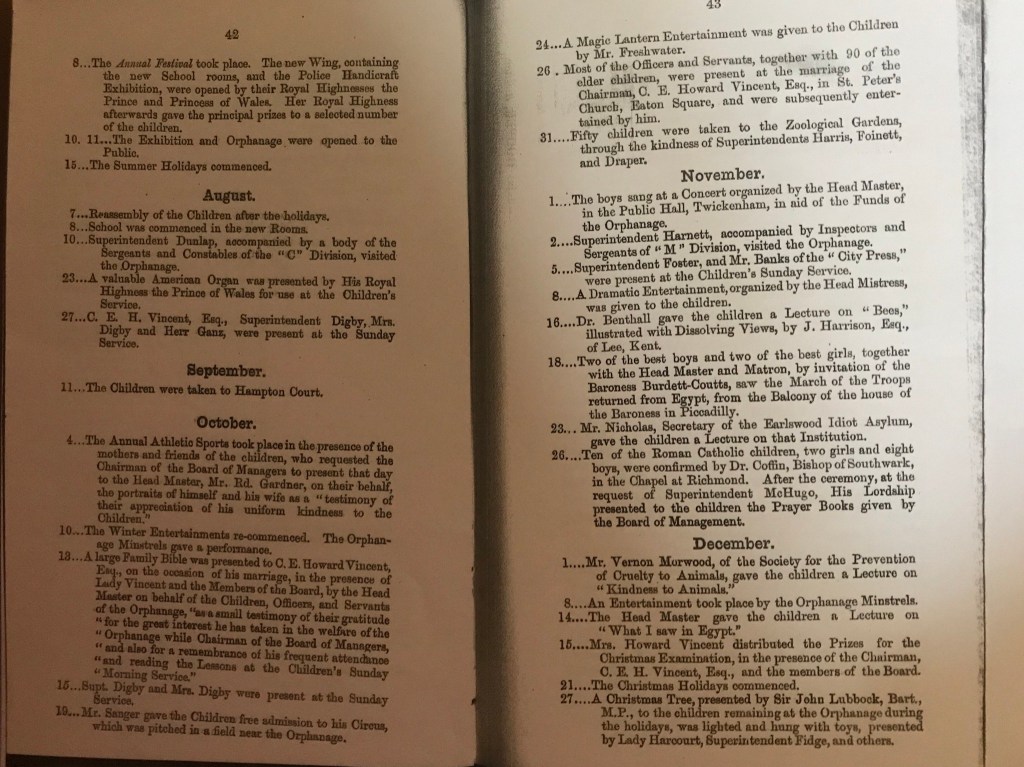 42
8...The Annual Festival took place. The new Wing, containing
the new School rooms, and the Police Handicraft
Exhibition, were opened by their Royal Highnesses the
Prince and Princess of Wales. Her Royal Highness
afterwards gave the principal prizes to a selected number
of the children.
10. 11...The Exhibition and Orphanage were opened to the
Public.
15...The Summer Holidays commenced.
August.
7...Reassembly of the Children after the holidays.
8...School was commenced in the new Rooms.
10...Superintendent Dunlap, accompanied by a body of the
Sergeants and Constables of the "C" Division, visited
the Orphanage.
23...A valuable American Organ was presented by His Royal
Highness the Prince of Wales for use at the Children's
Service.
27...C. E. H. Vincent, Esq., Superintendent Digby, Mrs.
Digby and Herr Ganz, were present at the Sunday
Service.
September.
11...The Children were taken to Hampton Court.
October.
4...The Annual Athletic Sports took place in the presence of the
mothers and friends of the children, who requested the
Chairman of the Board of Managers to present that day
to the Head Master, Mr. Rd. Gardner, on their behalf,
the portraits of himself and his wife as a "testimony of
their appreciation of his uniform kindness to the
Children."
10...The Winter Entertainments re-commenced. The Orphan-
age Minstrels gave a performance.
13...A large Family Bible was presented to C. E. Howard Vincent,
Esq., on the occasion of his marriage, in the presence of
Lady Vincent and the Members of the Board, by the Head
Master on behalf of the Children, Officers, and Servants
of the Orphanage, "as a small testimony of their gratitude
"for the great interest he has taken in the welfare of the
"Orphanage while Chairman of the Board of Managers,
"and also for a remembrance of his frequent attendance
"and reading the Lessons at the Children's Sunday
"Morning Service."
15...Supt. Digby and Mrs. Digby were present at the Sunday
Service.
19...Mr. Sanger gave the Children free admission to his Circus,
which was pitched in a field near the Orphanage.
43
24...A Magic Lantern Entertainment was given to the Children
by Mr. Freshwater.
26 . Most of the Officers and Servants, together with 90 of the
elder children, were present at the marriage of the
Chairman, C. E. Howard Vincent, Esq., in St. Peter's
Church, Eaton Square, and were subsequently enter-
tained by him.
31....Fifty children were taken to the Zoological Gardens,
through the kindness of Superintendents Harris, Foinett,
and Draper.
November.
1....The boys sang at a Concert organized by the Head Master,
in the Public Hall, Twickenham, in aid of the Funds of
the Orphanage.
2....Superintendent Harnett, accompanied by Inspectors and
Sergeants of "M" Division, visited the Orphanage.
5....Superintendent Foster, and Mr. Banks of the "City Press,"
were present at the Children's Sunday Service.
8....A Dramatic Entertainment, organized by the Head Mistress,
was given to the children.
16....Dr. Benthall gave the children a Lecture on "Bees,"
illustrated with Dissolving Views, by J. Harrison, Esq.,
of Lee, Kent.
18....Two of the best boys and two of the best girls, together
with the Head Master and Matron, by invitation of the
Baroness Burdett-Coutts, saw the March of the Troops
returned from Egypt, from the Balcony of the house of
the Baroness in Piccadilly.
23... Mr. Nicholas, Secretary of the Earlswood Idiot Asylum,
gave the children a Lecture on that Institution.
26....Ten of the Roman Catholic children, two girls and eight
boys, were confirmed by Dr. Coffin, Bishop of Southwark,
in the Chapel at Richmond. After the ceremony, at the
request of Superintendent McHugo, His Lordship
presented to the children the Prayer Books given by
the Board of Management.
December.
1....Mr. Vernon Morwood, of the Society for the Prevention
of Cruelty to Animals, gave the children a Lecture on
"Kindness to Animals."
8....An Entertainment took place by the Orphanage Minstrels.
14....The Head Master gave the children a Lecture on
"What I saw in Egypt."
15....Mrs. Howard Vincent distributed the Prizes for the
Christmas Examination, in the presence of the Chairman,
C. E. H. Vincent, Esq., and the members of the Board.
21....The Christmas Holidays commenced.
27....A Christmas Tree, presented by Sir John Lubbock, Bart.,
M.P., to the children remaining at the Orphanage during
the holidays, was lighted and hung with toys, presented
by Lady Harcourt, Superintendent Fidge, and others.